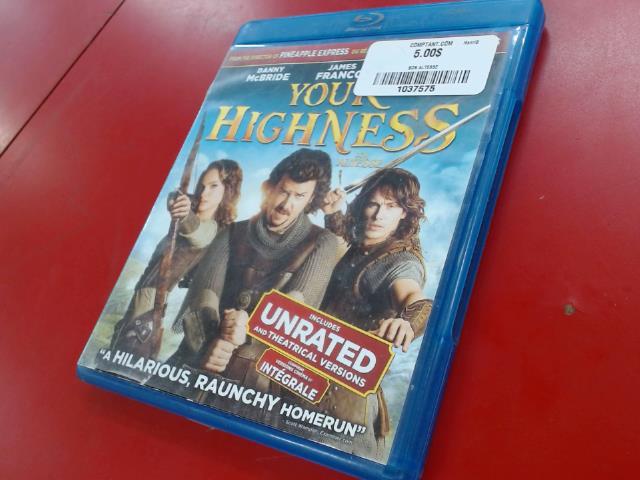 FROM THE DIRECTOR OF PINEAPPLE EXPRESS
COMPTANT.COM
5.00$
1037575
DANNY McBRIDE
JAMES FRANCO
YOUR HIGHNESS
ALTESSE
INCLUDES
UNRATED
AND THEATRICAL VERSIONS
INTÉGRALE
"A HILARIOUS, RAUNCHY HOMERUN"